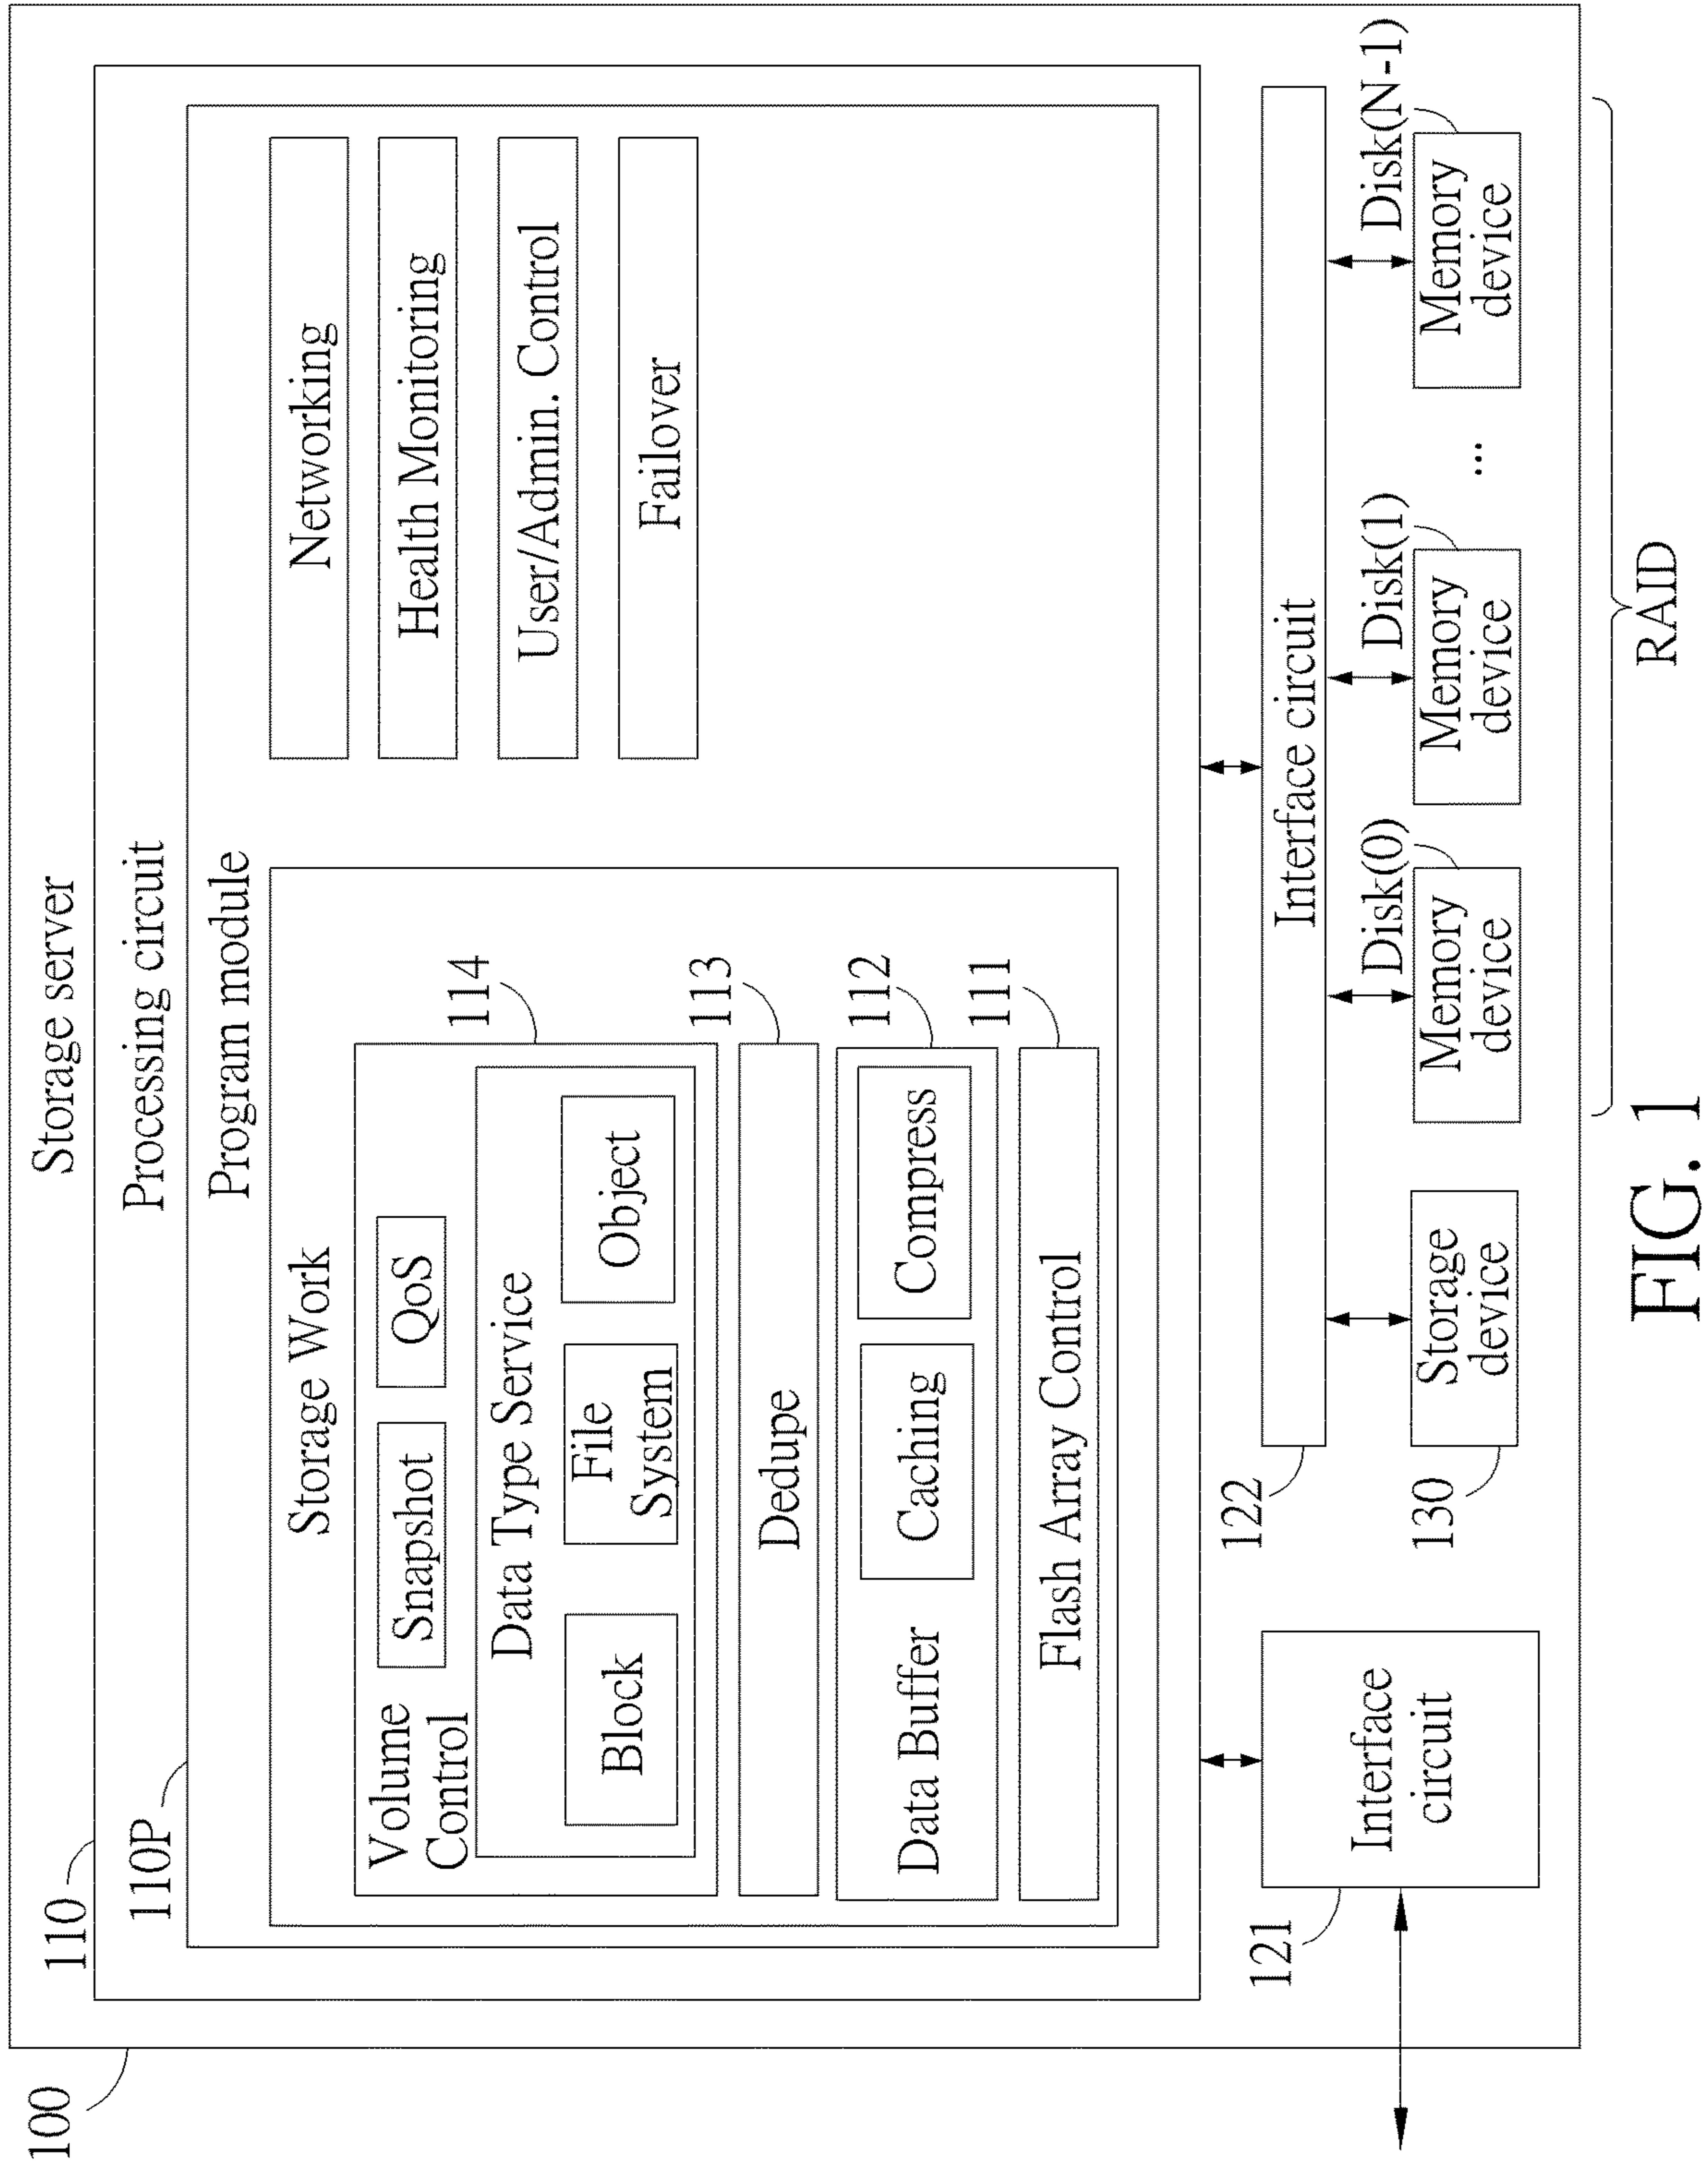 100
Storage server
110
Processing circuit
110P
Program module
Storage Work
Volume
Control
Snapshot
QoS
114
Data Type Service
Block
File
System
Object
Dedupe
113
Data Buffer
Caching
Compress
112
Flash Array Control
111
Networking
Health Monitoring
User/Admin. Control
Failover
121
Interface
circuit
122
Interface circuit
130
Storage
device
Disk(0)
Memory
device
Disk(1)
Memory
device
...
Disk(N-1)
Memory
device
RAID
FIG. 1